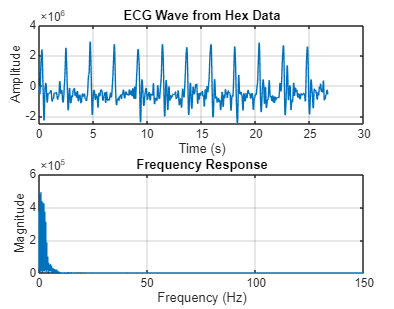 ECG Wave from Hex Data
×10⁶
4
2
0
-2
Amplitude
0 5 10 15 20 25 30
Time (s)
Frequency Response
×10⁵
6
4
2
0
Magnitude
0 50 100 150
Frequency (Hz)